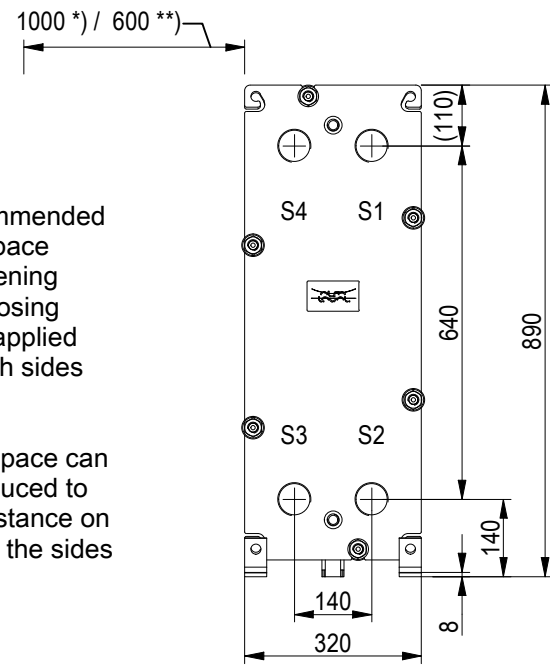 1000 *) / 600 **)
(110)
mmended
pace
ening
osing
applied
h sides
S4 S1
640
890
pace can
uced to
stance on
the sides
S3 S2
140
140
8
320